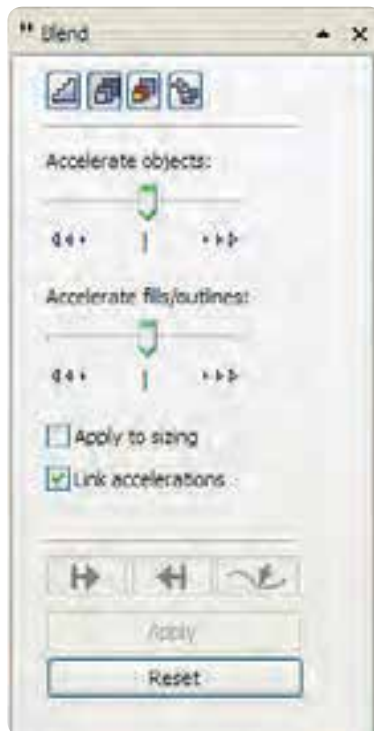 Blend
Accelerate objects:
Accelerate fills/outlines:
Apply to sizing
Link accelerations
Apply
Reset